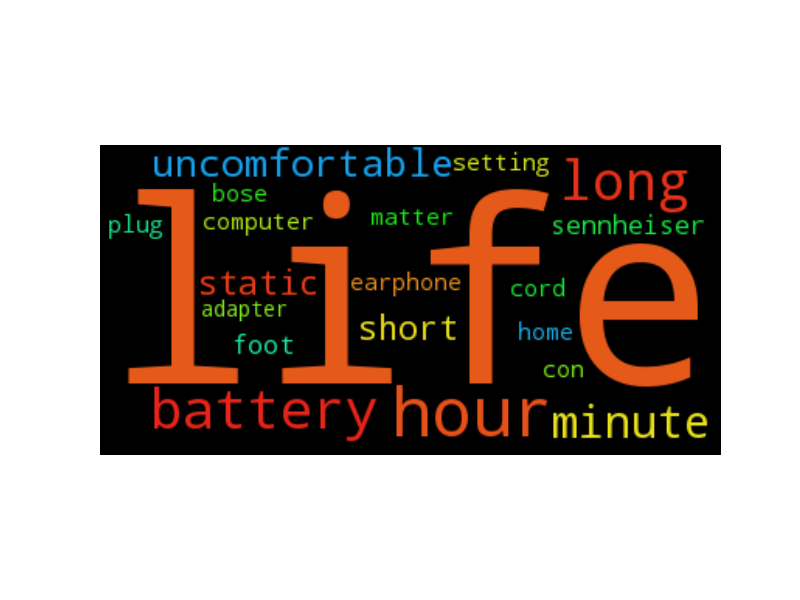 uncomfortable
setting
long
bose
plug
computer
matter
sennheiser
life
static
earphone
cord
adapter
short
home
foot
con
battery
hour
minute